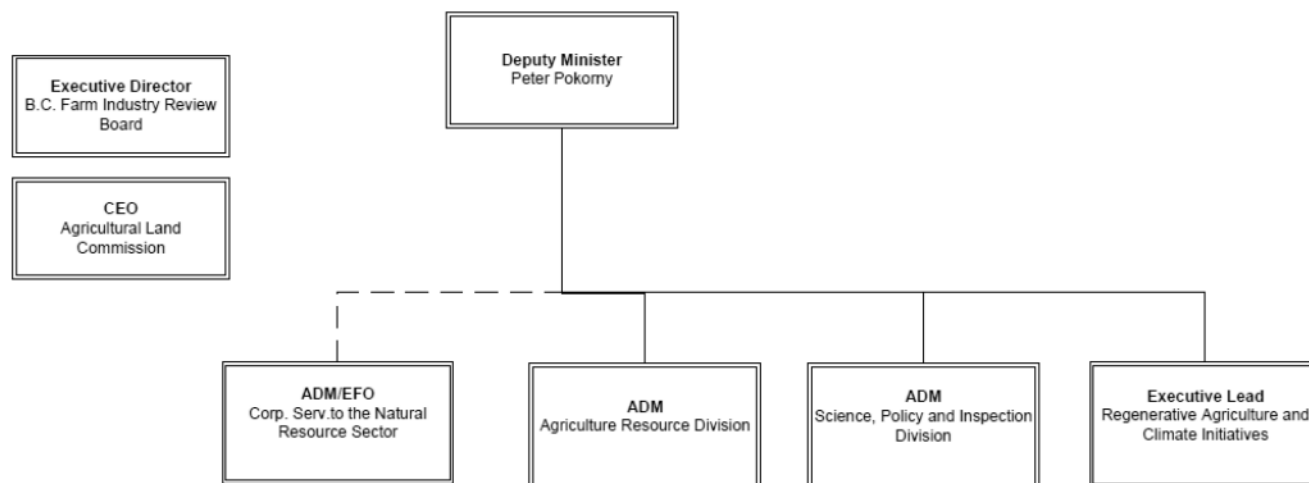 Deputy Minister
Peter Pokorny
Executive Director
B.C. Farm Industry Review
Board
CEO
Agricultural Land
Commission
ADM/EFO
Corp. Serv.to the Natural
Resource Sector
ADM
Agriculture Resource Division
ADM
Science, Policy and Inspection
Division
Executive Lead
Regenerative Agriculture and
Climate Initiatives